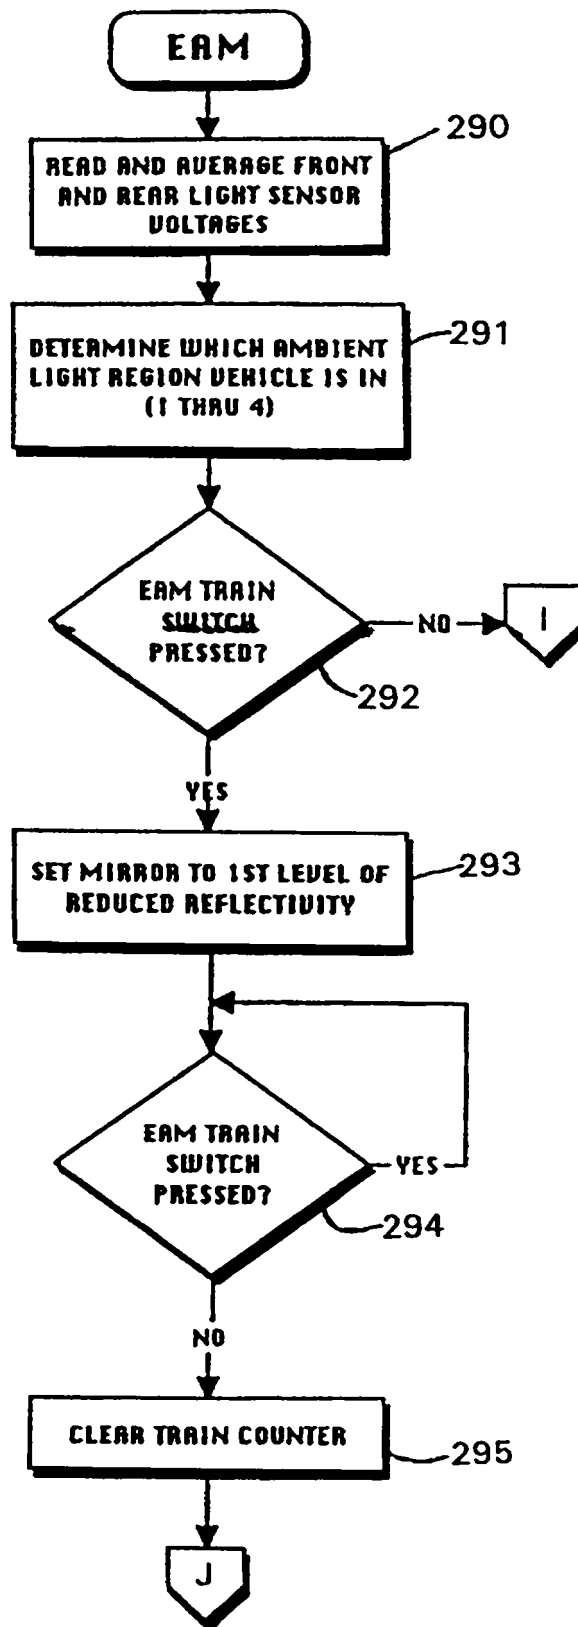 EAM
290
READ AND AVERAGE FRONT
AND REAR LIGHT SENSOR
VOLTAGES
291
DETERMINE WHICH AMBIENT
LIGHT REGION VEHICLE IS IN
(1 THRU 4)
EAM TRAIN
SWITCH
PRESSED?
NO
I
292
YES
293
SET MIRROR TO 1ST LEVEL OF
REDUCED REFLECTIVITY
EAM TRAIN
SWITCH
PRESSED?
YES
294
NO
CLEAR TRAIN COUNTER
295
J